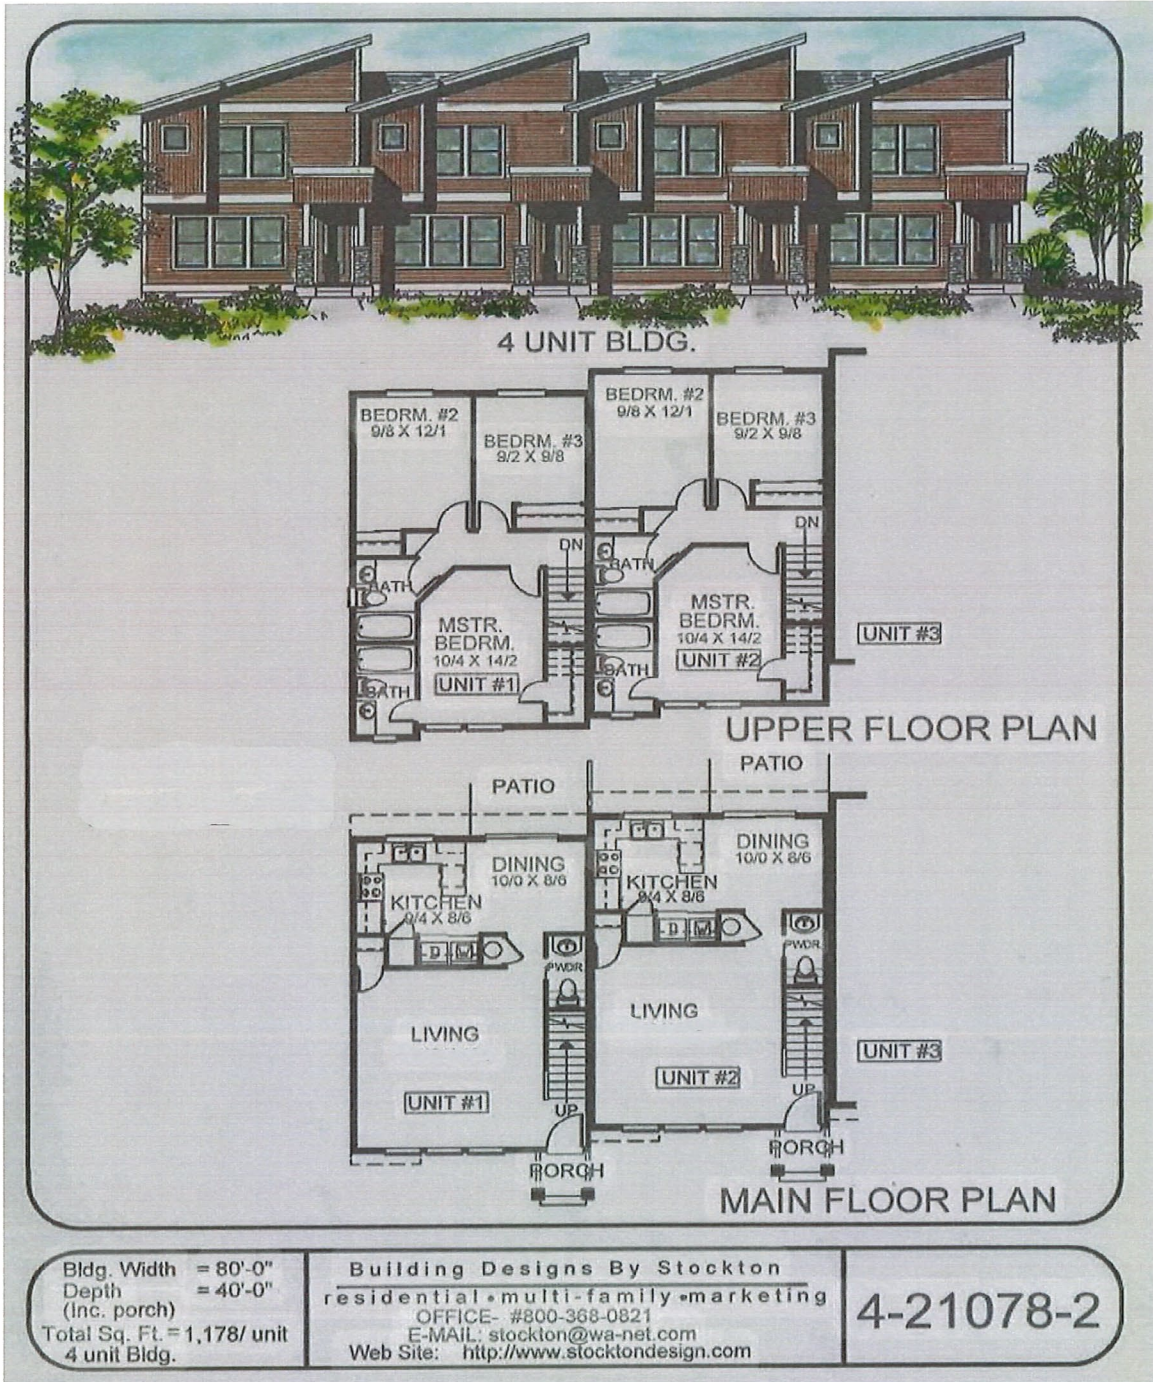 4 UNIT BLDG.
BEDRM. #2
9/8 X 12/1
BEDRM. #3
9/2 X 9/8
DN
BATH
MSTR.
BEDRM.
10/4 X 14/2
UNIT #1
BATH
BEDRM. #2
9/8 X 12/1
BEDRM. #3
9/2 X 9/8
DN
BATH
MSTR.
BEDRM.
10/4 X 14/2
UNIT #2
BATH
UNIT #3
UPPER FLOOR PLAN
PATIO
DINING
10/0 X 8/6
KITCHEN
9/4 X 8/6
D W
PWDR.
LIVING
UNIT #1
UP
PORCH
PATIO
DINING
10/0 X 8/6
KITCHEN
9/4 X 8/6
D W
PWDR.
LIVING
UNIT #2
UP
PORCH
UNIT #3
MAIN FLOOR PLAN
Bldg. Width = 80'-0"
Depth = 40'-0"
(Inc. porch)
Total Sq. Ft. = 1,178/ unit
4 unit Bldg.
Building Designs By Stockton
residential • multi-family • marketing
OFFICE- #800-368-0821
E-MAIL: stockton@wa-net.com
Web Site: http://www.stocktondesign.com
4-21078-2